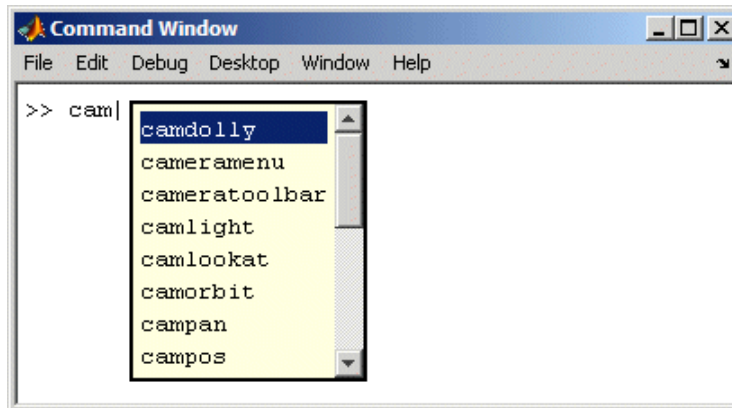 Command Window
File Edit Debug Desktop Window Help
>> cam
camdolly
cameramenu
cameratoolbar
camlight
camlookat
camorbit
campan
campos